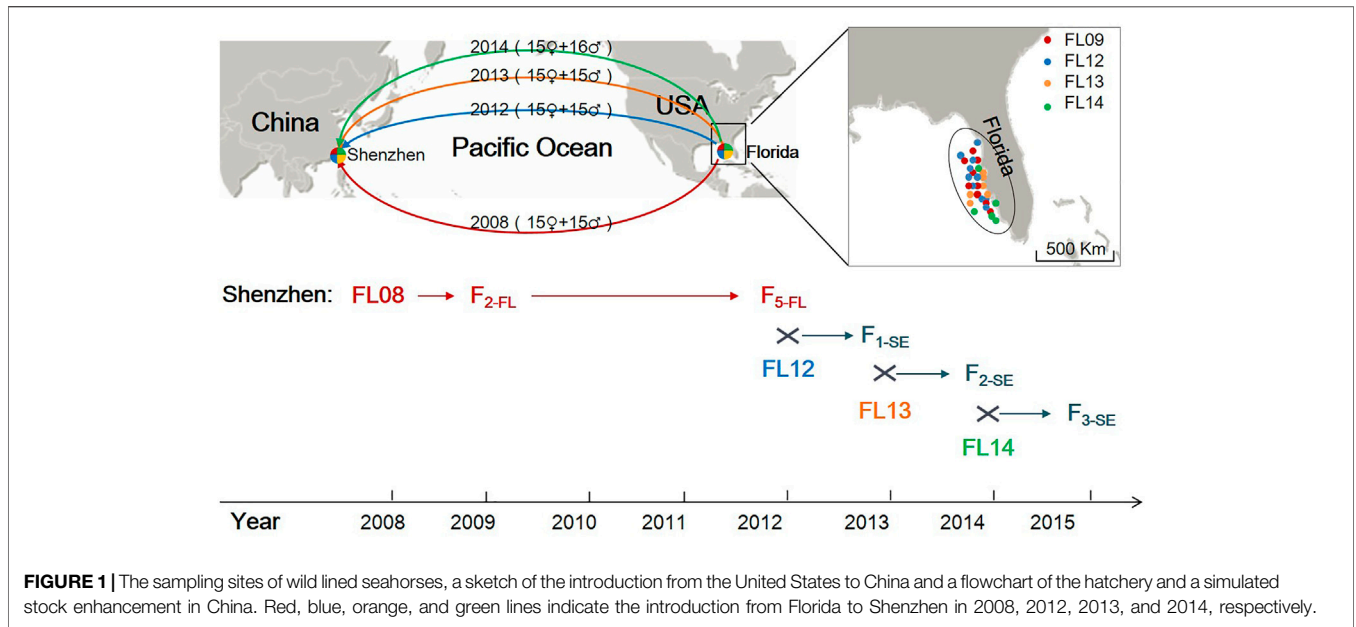 2014 ( 15♀+16♂ )
2013 ( 15♀+15♂ )
2012 ( 15♀+15♂ )
2008 ( 15♀+15♂ )
China
Shenzhen
Pacific Ocean
USA
Florida
FL09
FL12
FL13
FL14
Florida
500 Km
Shenzhen: FL08 F2-FL F5-FL
F1-SE
FL12
F2-SE
FL13
F3-SE
FL14
Year 2008 2009 2010 2011 2012 2013 2014 2015
FIGURE 1 | The sampling sites of wild lined seahorses, a sketch of the introduction from the United States to China and a flowchart of the hatchery and a simulated
stock enhancement in China. Red, blue, orange, and green lines indicate the introduction from Florida to Shenzhen in 2008, 2012, 2013, and 2014, respectively.